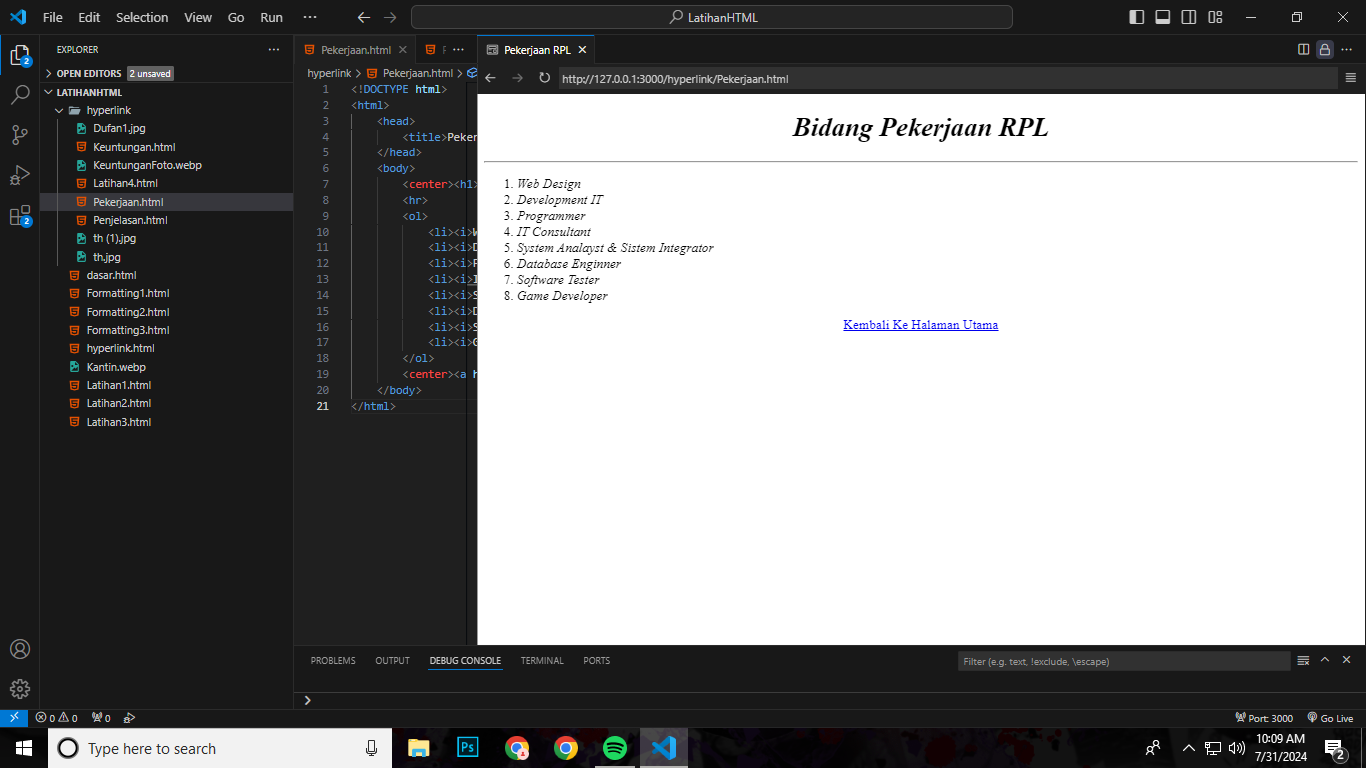 File Edit Selection View Go Run ···
LatihanHTML
EXPLORER
OPEN EDITORS 2 unsaved
LATIHANHTML
hyperlink
Dufan1.jpg
Keuntungan.html
KeuntunganFoto.webp
Latihan4.html
Pekerjaan.html
Penjelasan.html
th (1).jpg
th.jpg
dasar.html
Formatting1.html
Formatting2.html
Formatting3.html
hyperlink.html
Kantin.webp
Latihan1.html
Latihan2.html
Latihan3.html
2
2
Pekerjaan.html
hyperlink > Pekerjaan.html >
1 <!DOCTYPE html>
2 <html>
3 <head>
4 <title>Peker
5 </head>
6 <body>
7 <center><h1>
8 <hr>
9 <ol>
10 <li><i>W
11 <li><i>D
12 <li><i>P
13 <li><i>I
14 <li><i>S
15 <li><i>D
16 <li><i>S
17 <li><i>G
18 </ol>
19 <center><a h
20 </body>
21 </html>
Pekerjaan RPL
http://127.0.0.1:3000/hyperlink/Pekerjaan.html
Bidang Pekerjaan RPL
1. Web Design
2. Development IT
3. Programmer
4. IT Consultant
5. System Analayst & Sistem Integrator
6. Database Enginner
7. Software Tester
8. Game Developer
Kembali Ke Halaman Utama
PROBLEMS OUTPUT DEBUG CONSOLE TERMINAL PORTS
Filter (e.g. text, !exclude, \escape)
0 0 0
Port: 3000 Go Live
Type here to search
Ps
10:09 AM
7/31/2024
2